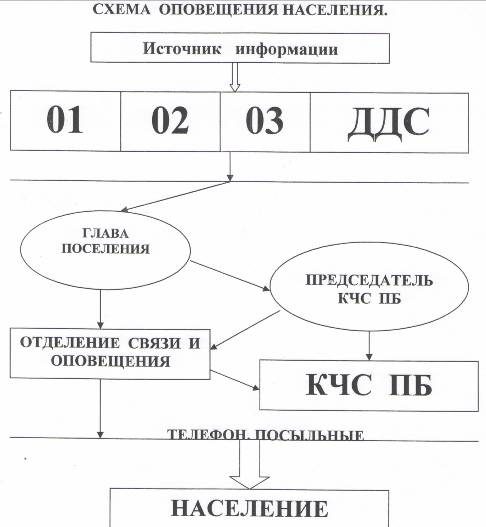 СХЕМА ОПОВЕЩЕНИЯ НАСЕЛЕНИЯ.
Источник информации
01 02 03 ДДС
ГЛАВА
ПОСЕЛЕНИЯ
ПРЕДСЕДАТЕЛЬ
КЧС ПБ
ОТДЕЛЕНИЕ СВЯЗИ И
ОПОВЕЩЕНИЯ
КЧС ПБ
ТЕЛЕФОН, ПОСЫЛЬНЫЕ
НАСЕЛЕНИЕ